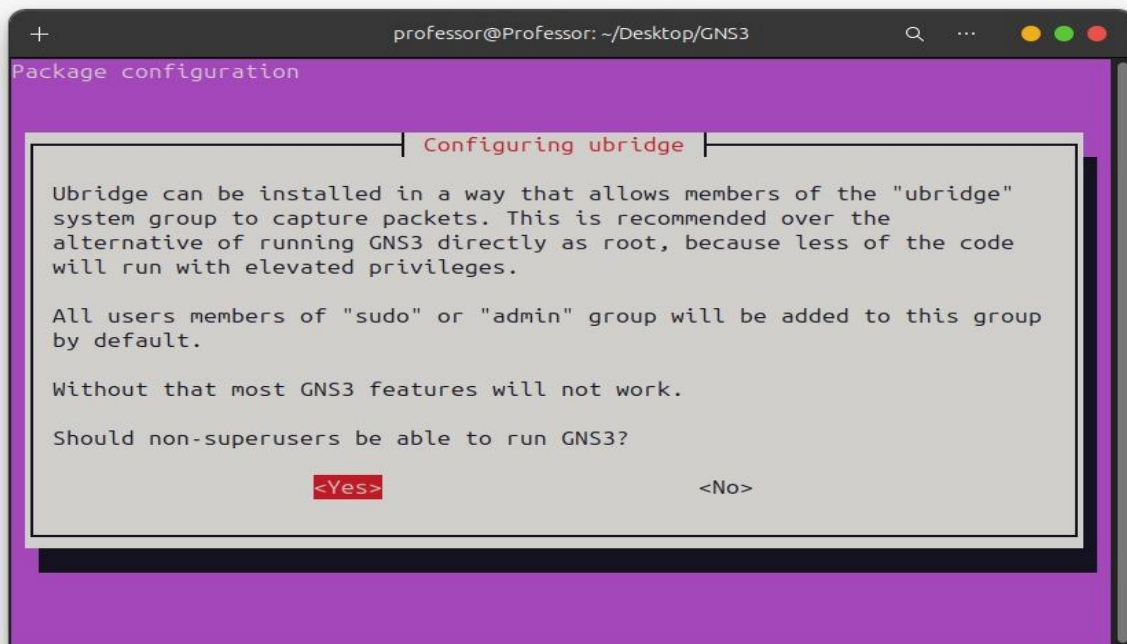 professor@Professor: ~/Desktop/GNS3
Package configuration
Configuring ubridge
Ubridge can be installed in a way that allows members of the "ubridge"
system group to capture packets. This is recommended over the
alternative of running GNS3 directly as root, because less of the code
will run with elevated privileges.
All users members of "sudo" or "admin" group will be added to this group
by default.
Without that most GNS3 features will not work.
Should non-superusers be able to run GNS3?
<Yes> <No>